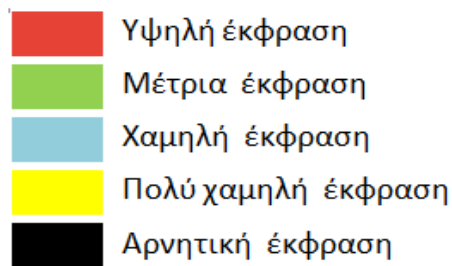 Υψηλή έκφραση
Μέτρια έκφραση
Χαμηλή έκφραση
Πολύ χαμηλή έκφραση
Αρνητική έκφραση